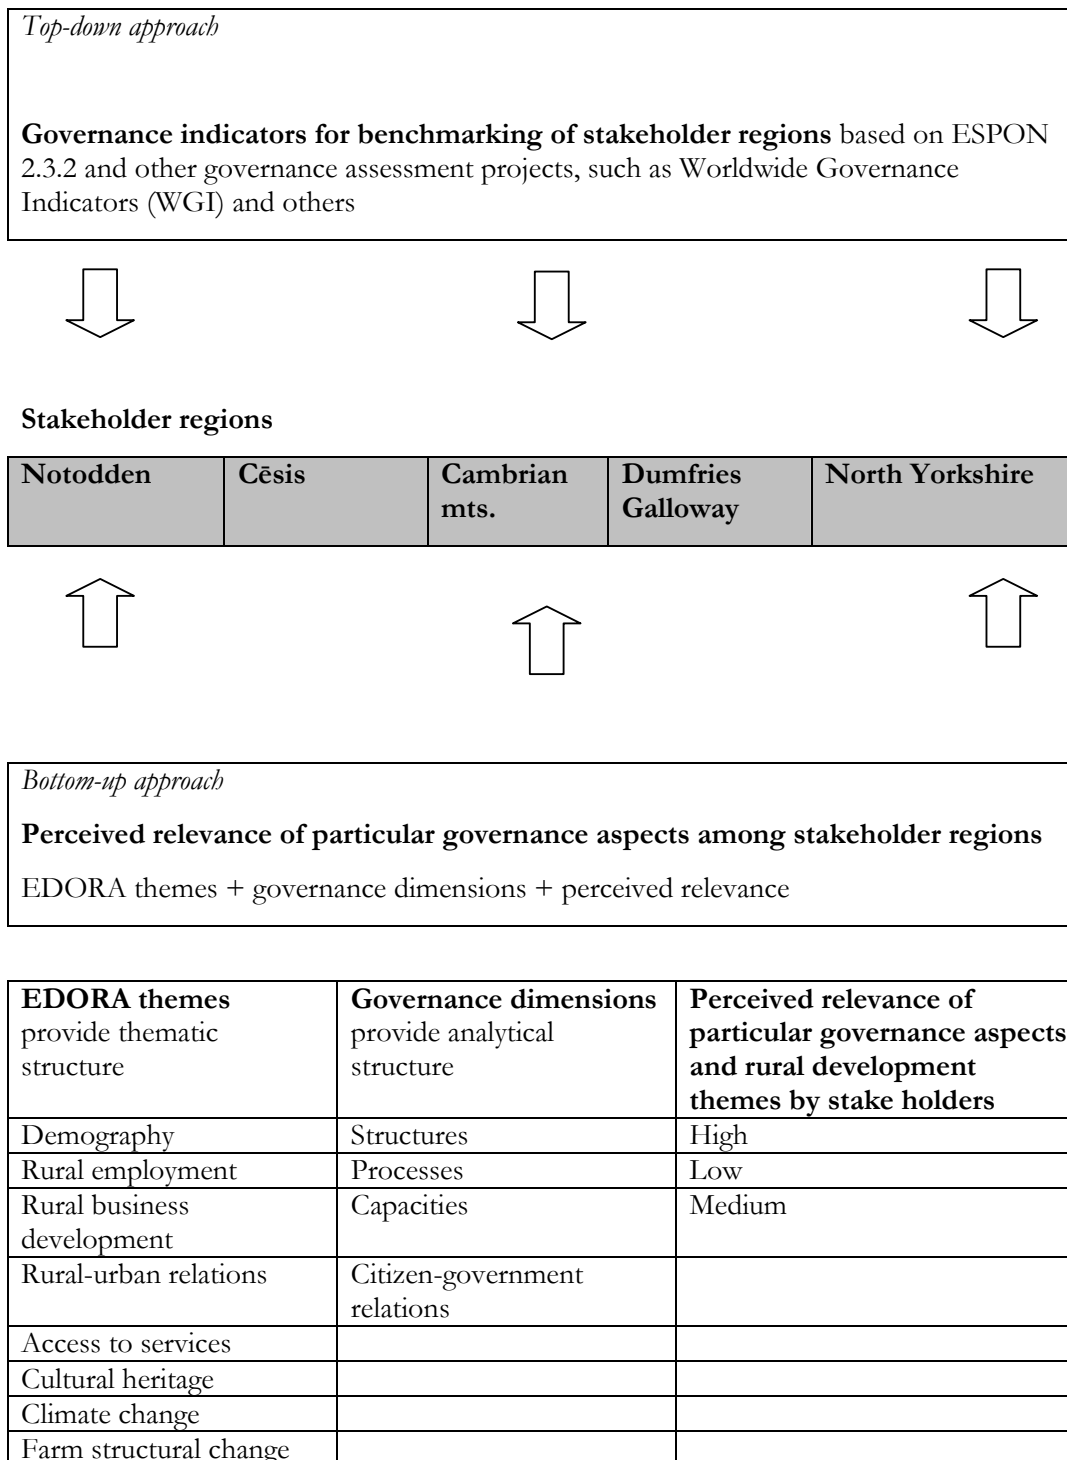 Top-down approach
Governance indicators for benchmarking of stakeholder regions based on ESPON
2.3.2 and other governance assessment projects, such as Worldwide Governance
Indicators (WGI) and others
Stakeholder regions
Notodden
Cēsis
Cambrian
mts.
Dumfries
Galloway
North Yorkshire
Bottom-up approach
Perceived relevance of particular governance aspects among stakeholder regions
EDORA themes + governance dimensions + perceived relevance
EDORA themes
provide thematic
structure
Governance dimensions
provide analytical
structure
Perceived relevance of
particular governance aspects
and rural development
themes by stake holders
Demography
Structures
High
Rural employment
Processes
Low
Rural business
development
Capacities
Medium
Rural-urban relations
Citizen-government
relations
Access to services
Cultural heritage
Climate change
Farm structural change